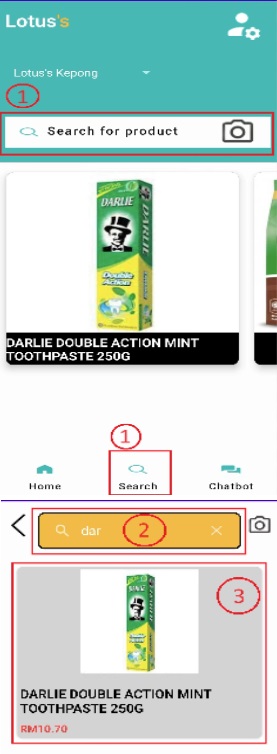 Lotus's
Lotus's Kepong
1
Search for product
DARLIE
DARLIE
Double
Action
DARLIE DOUBLE ACTION MINT
TOOTHPASTE 250G
1
Home Search Chatbot
dar 2
3
DARLIE
DARLIE DOUBLE ACTION MINT
TOOTHPASTE 250G
RM10.70